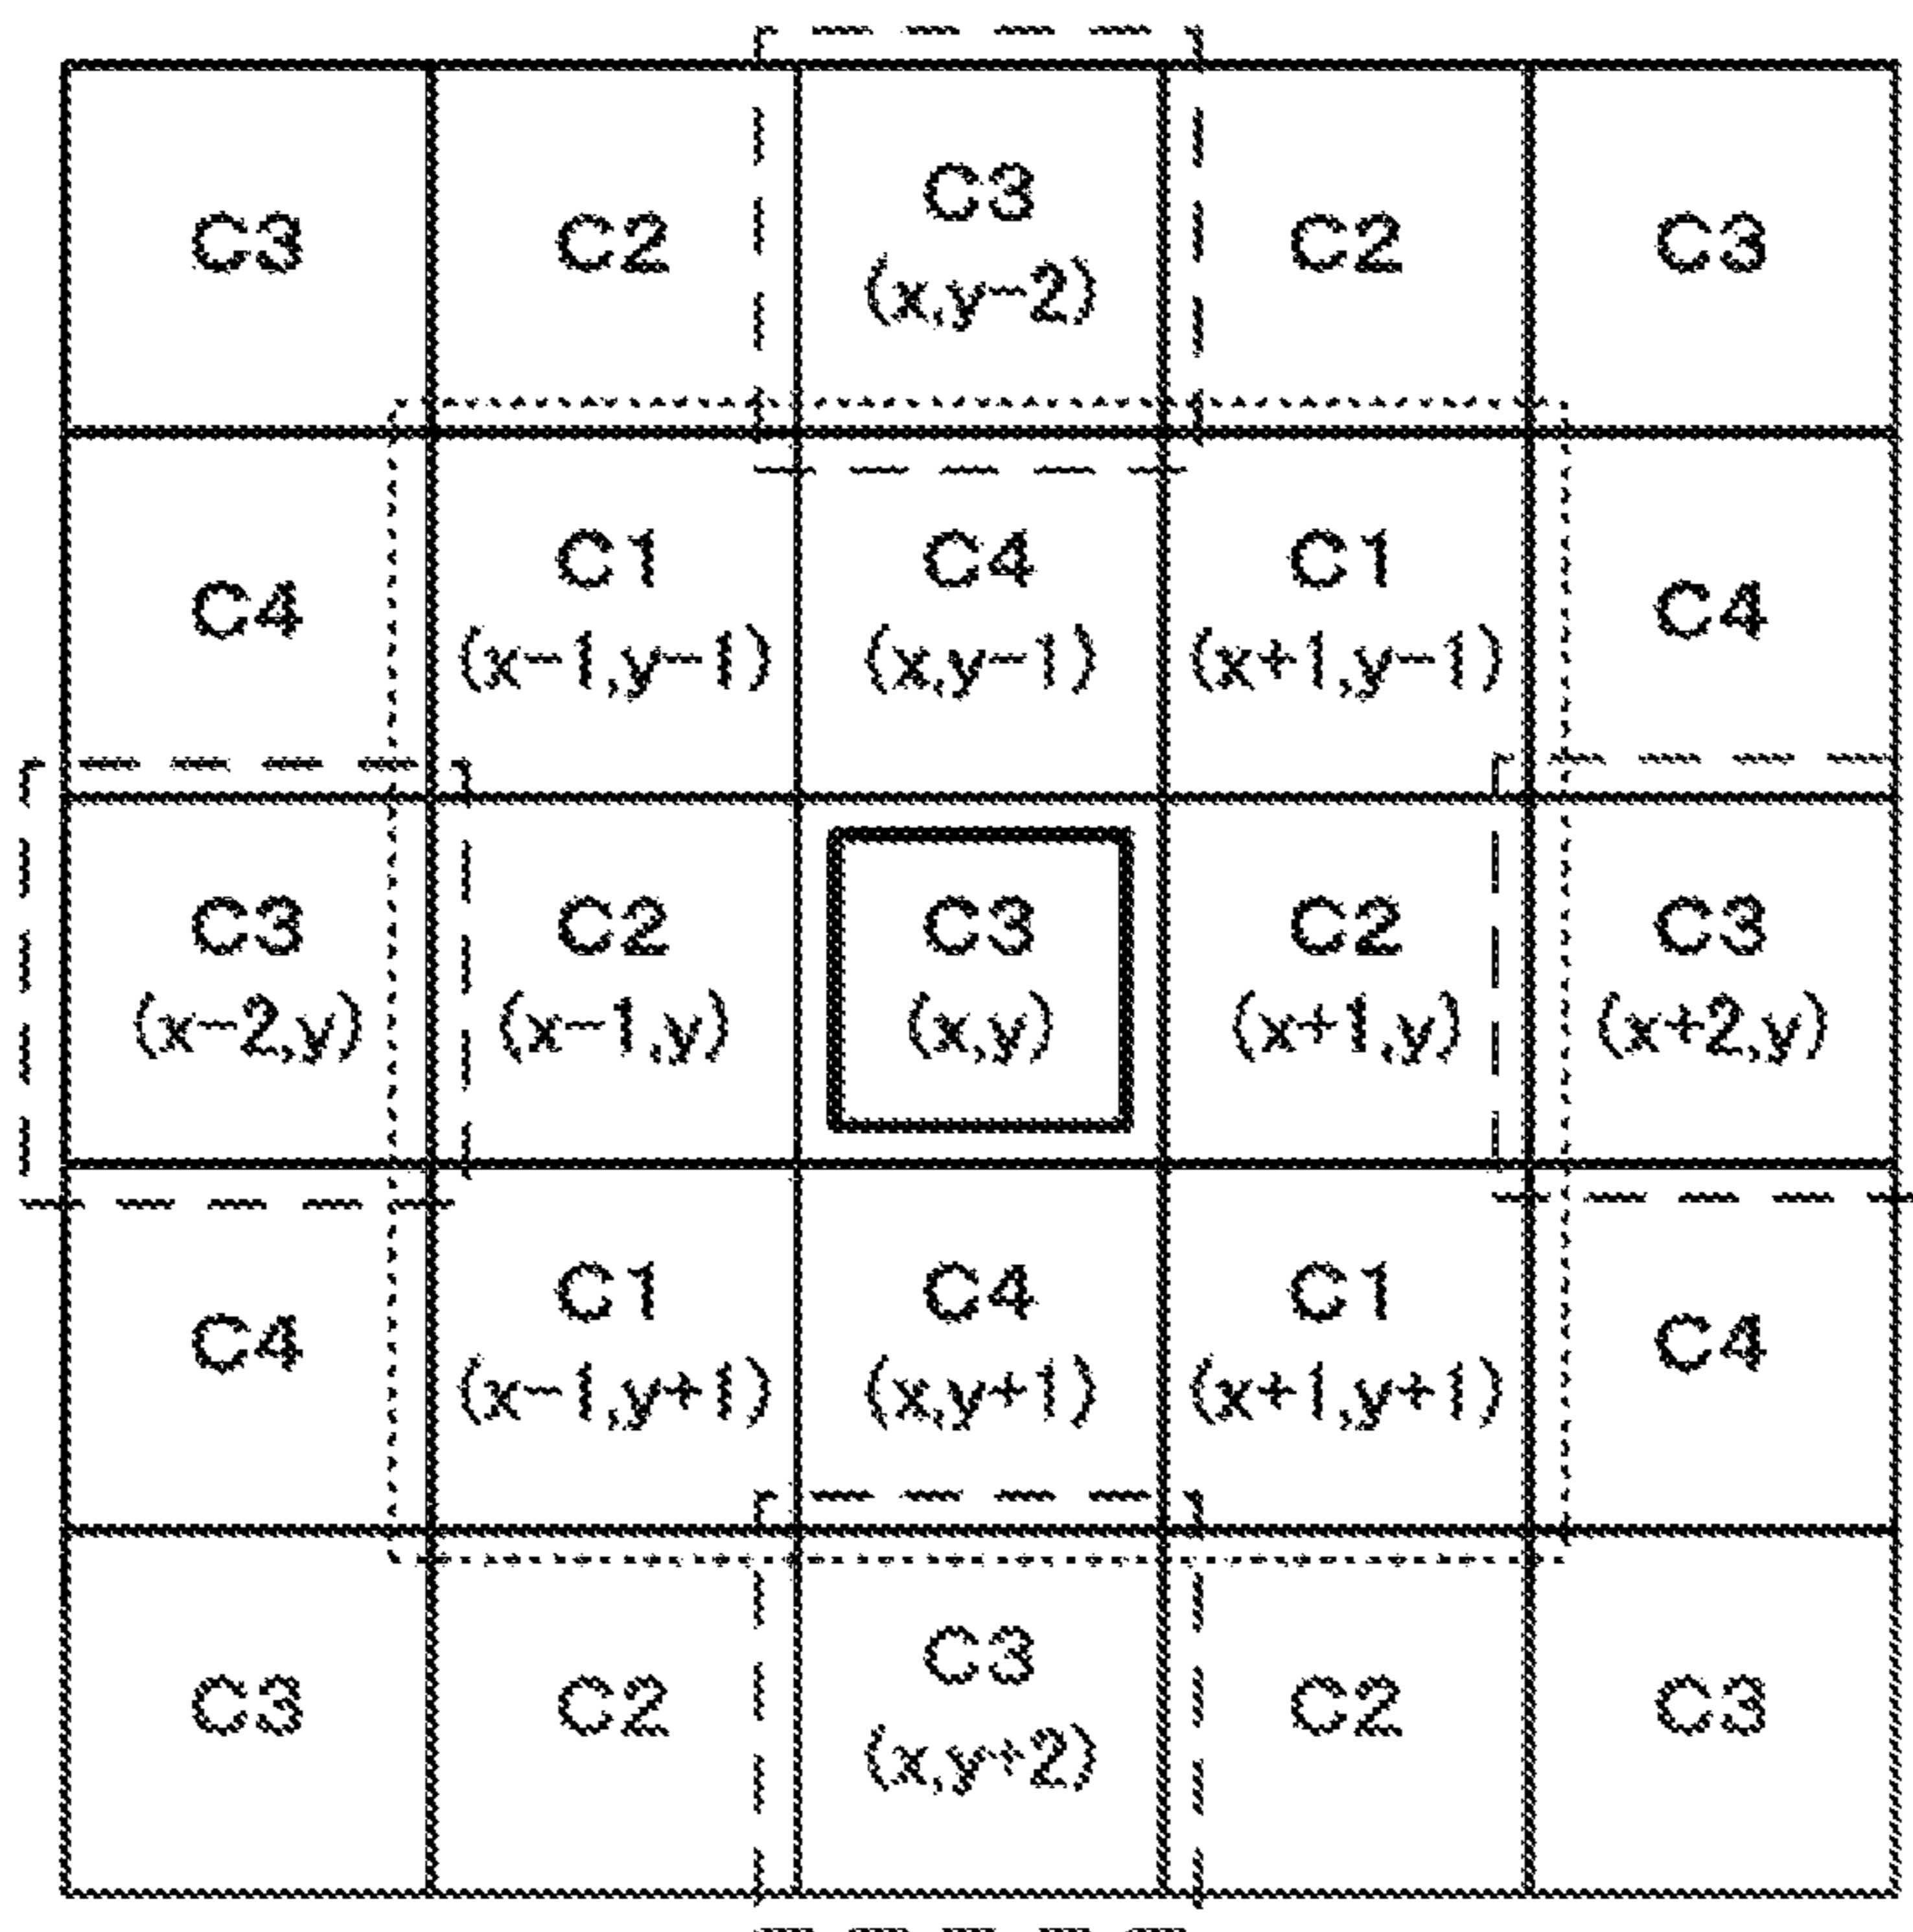 C3 C2 C3 C2 C3
(x,y-2)
C4 C1 C4 C1 C4
(x-1,y-1) (x,y-1) (x+1,y-1)
C3 C2 C3 C2 C3
(x-2,y) (x-1,y) (x,y) (x+1,y) (x+2,y)
C4 C1 C4 C1 C4
(x-1,y+1) (x,y+1) (x+1,y+1)
C3 C2 C3 C2 C3
(x,y+2)